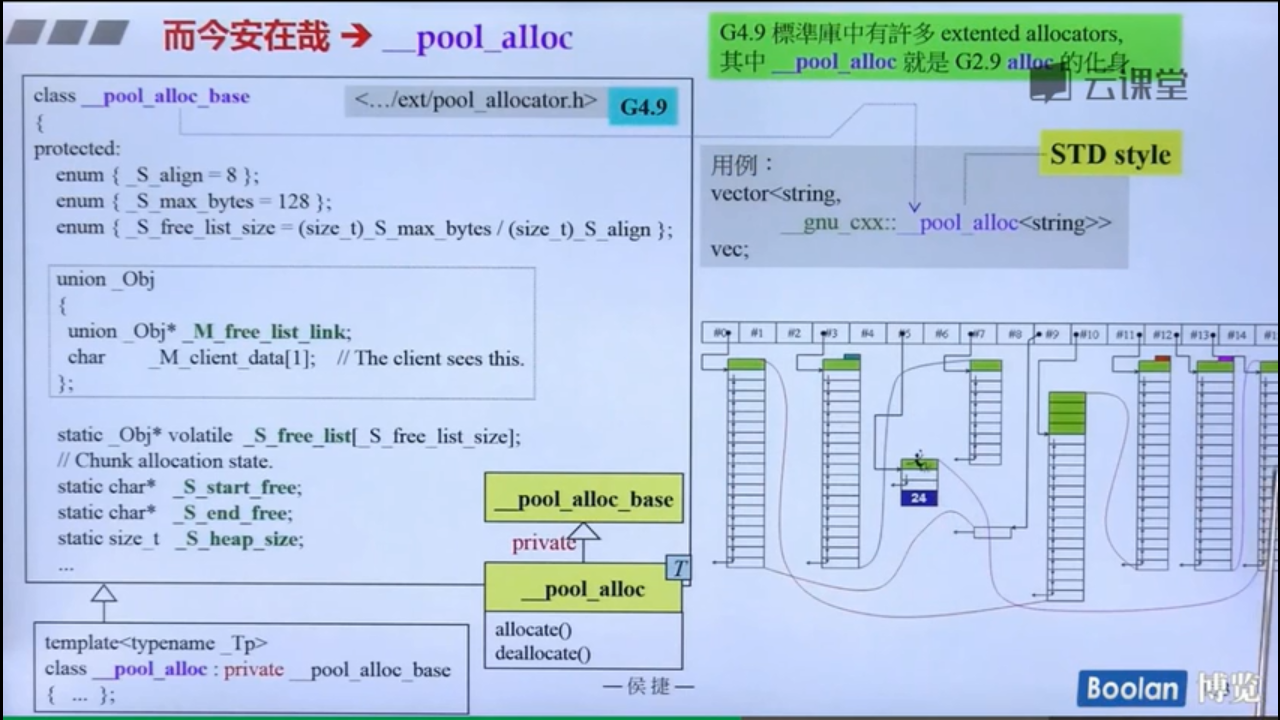 而今安在哉 → __pool_alloc
G4.9 標準庫中有許多 extented allocators,
其中 __pool_alloc 就是 G2.9 alloc 的化身
云课堂
class __pool_alloc_base
<…/ext/pool_allocator.h>
G4.9
{
protected:
enum { _S_align = 8 };
enum { _S_max_bytes = 128 };
enum { _S_free_list_size = (size_t)_S_max_bytes / (size_t)_S_align };
union _Obj
{
union _Obj* _M_free_list_link;
char _M_client_data[1]; // The client sees this.
};
static _Obj* volatile _S_free_list[_S_free_list_size];
// Chunk allocation state.
static char* _S_start_free;
static char* _S_end_free;
static size_t _S_heap_size;
...
template<typename _Tp>
class __pool_alloc : private __pool_alloc_base
{ ... };
__pool_alloc_base
private
T
__pool_alloc
allocate()
deallocate()
—侯捷—
STD style
用例：
vector<string,
__gnu_cxx::__pool_alloc<string>>
vec;
#0 #1 #2 #3 #4 #5 #6 #7 #8 #9 #10 #11 #12 #13 #14
24
Boolan 博览